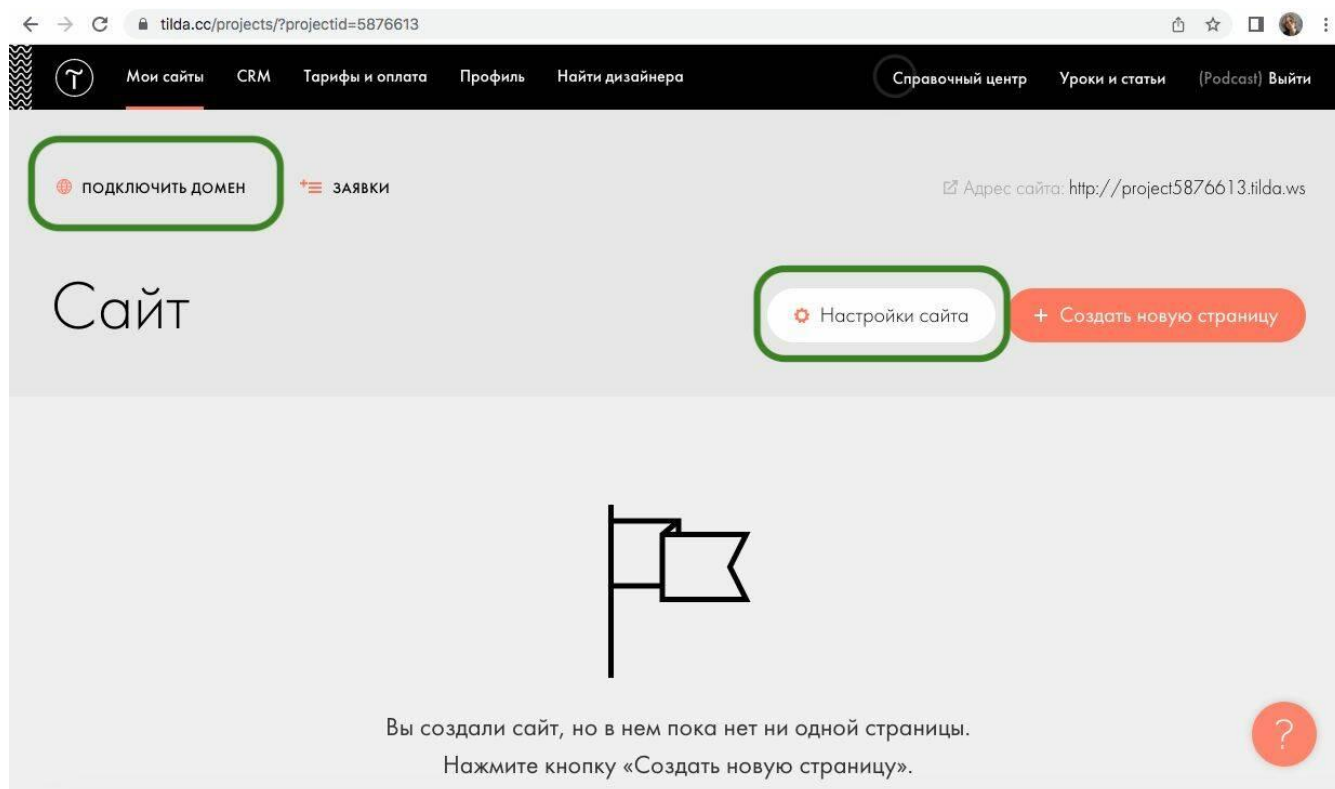 tilda.cc/projects/?projectid=5876613
Мои сайты CRM Тарифы и оплата Профиль Найти дизайнера Справочный центр Уроки и статьи (Podcast) Выйти
ПОДКЛЮЧИТЬ ДОМЕН ЗАЯВКИ Адрес сайта: http://project5876613.tilda.ws
Сайт
Настройки сайта + Создать новую страницу
Вы создали сайт, но в нем пока нет ни одной страницы.
Нажмите кнопку «Создать новую страницу».
?